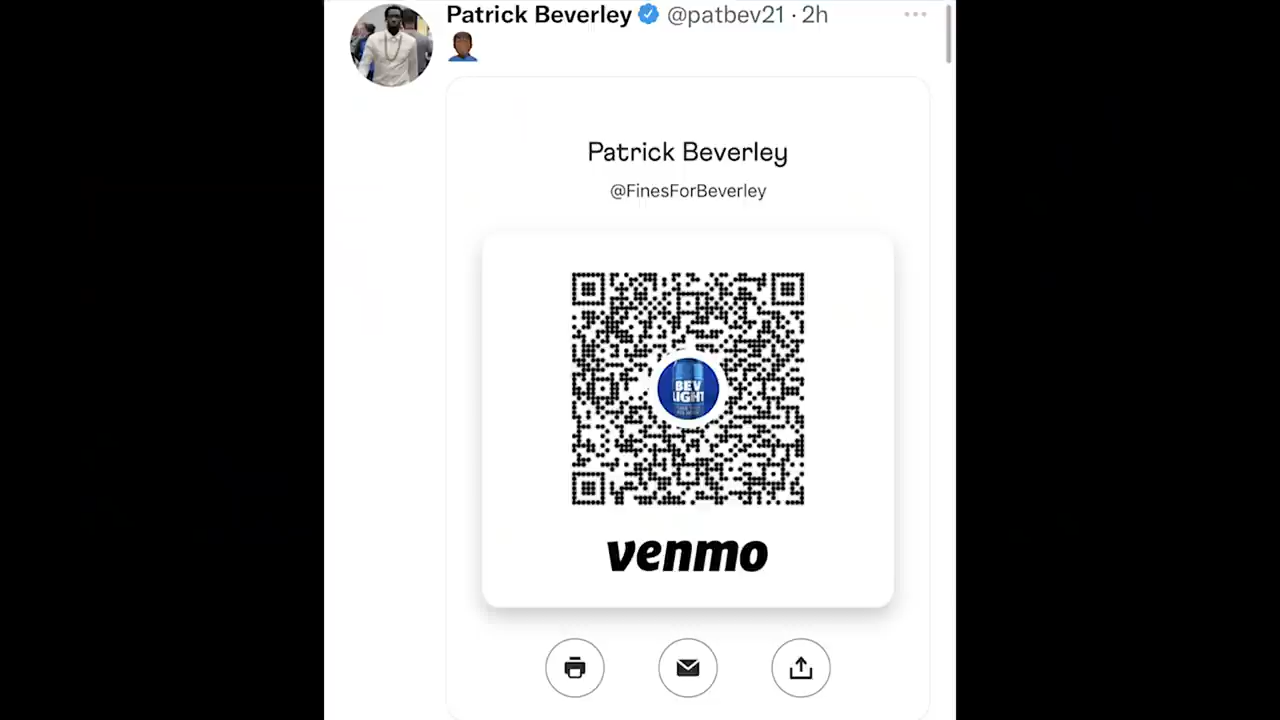 Patrick Beverley @patbev21 · 2h
Patrick Beverley
@FinesForBeverley
BEV
LIGHT
venmo